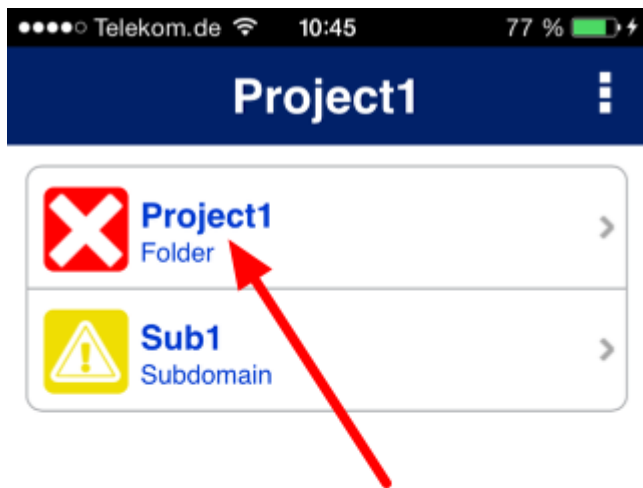 Telekom.de 10:45 77 %
Project1
Project1
Folder
Sub1
Subdomain